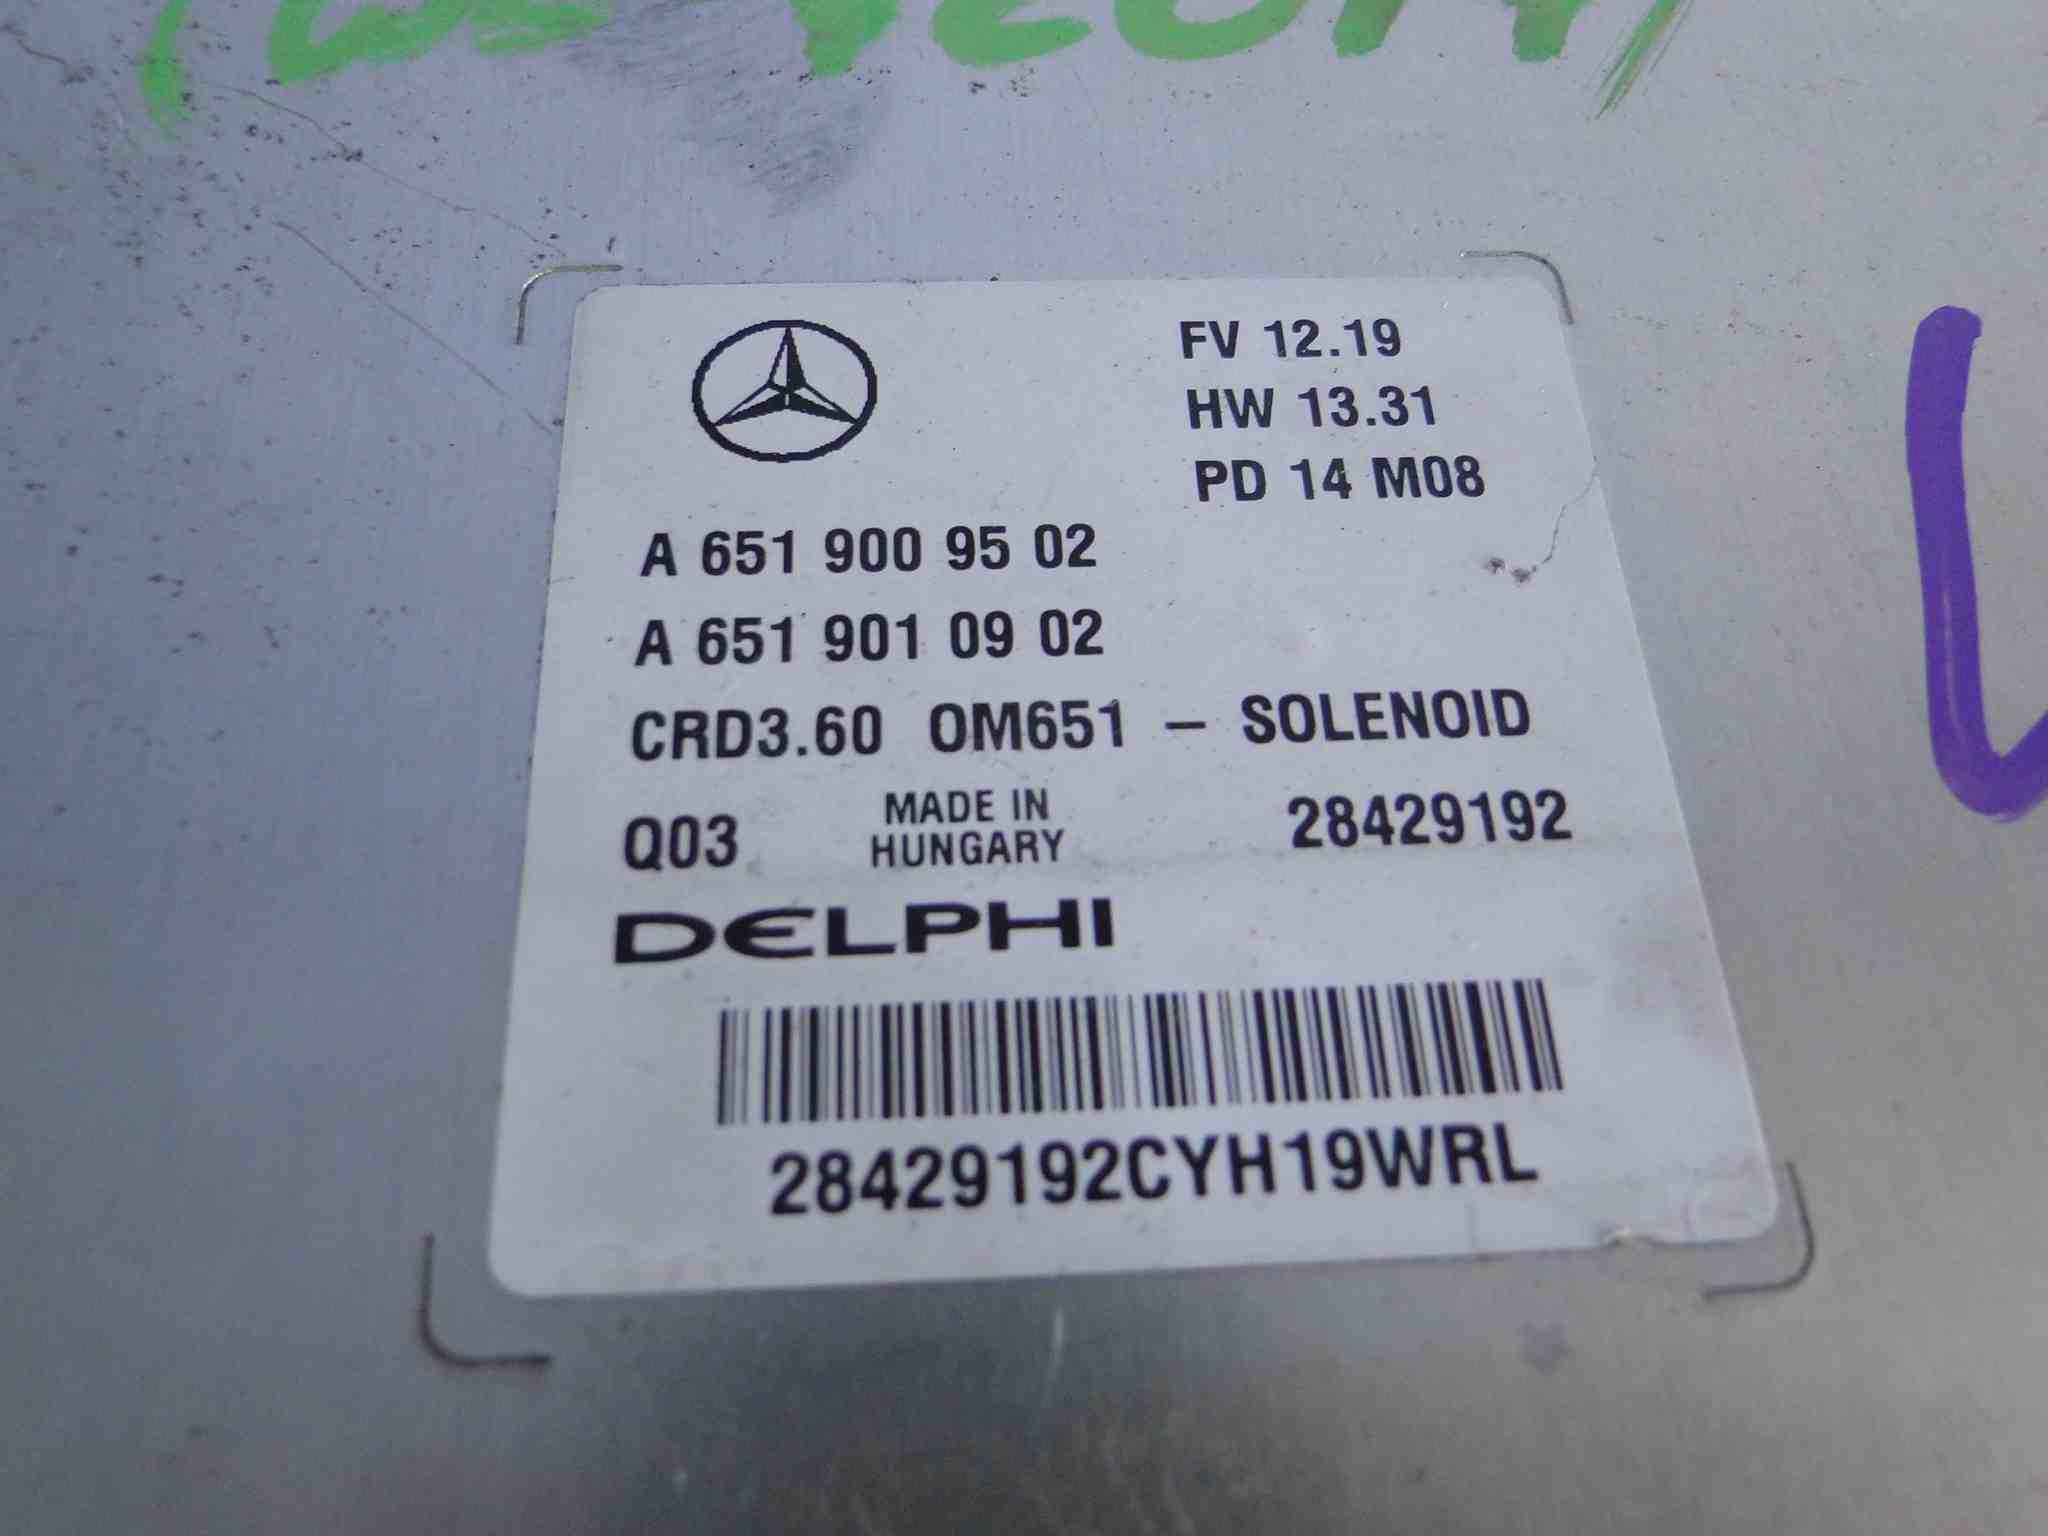 FV 12.19
HW 13.31
PD 14 M08
A 651 900 95 02
A 651 901 09 02
CRD3.60 OM651 – SOLENOID
Q03 MADE IN HUNGARY 28429192
DELPHI
28429192CYH19WRL